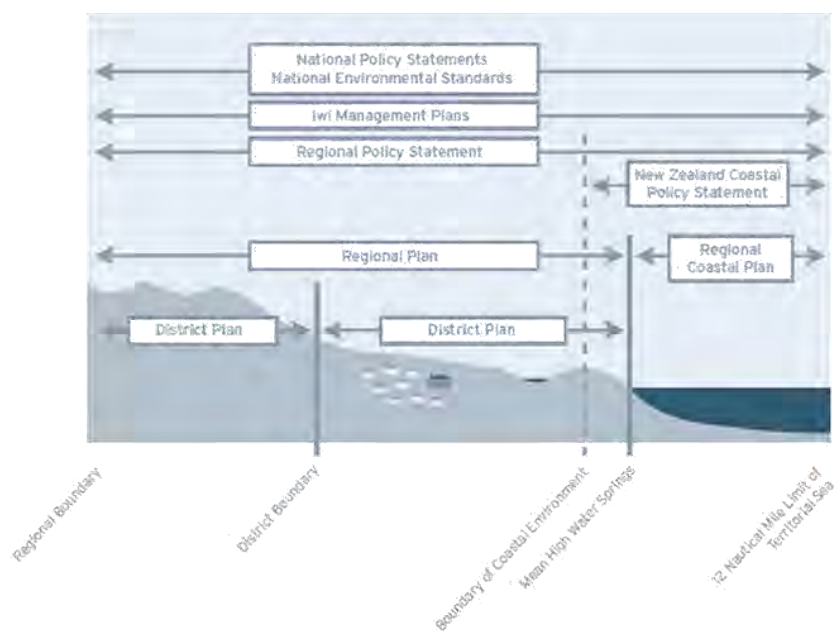 National Policy Statements
National Environmental Standards
Iwi Management Plans
Regional Policy Statement
New Zealand Coastal
Policy Statement
Regional Plan
Regional
Coastal Plan
District Plan
District Plan
Regional Boundary
District Boundary
Boundary of Coastal Environment
Mean High Water Springs
12 Nautical Mile Limit of
Territorial Sea